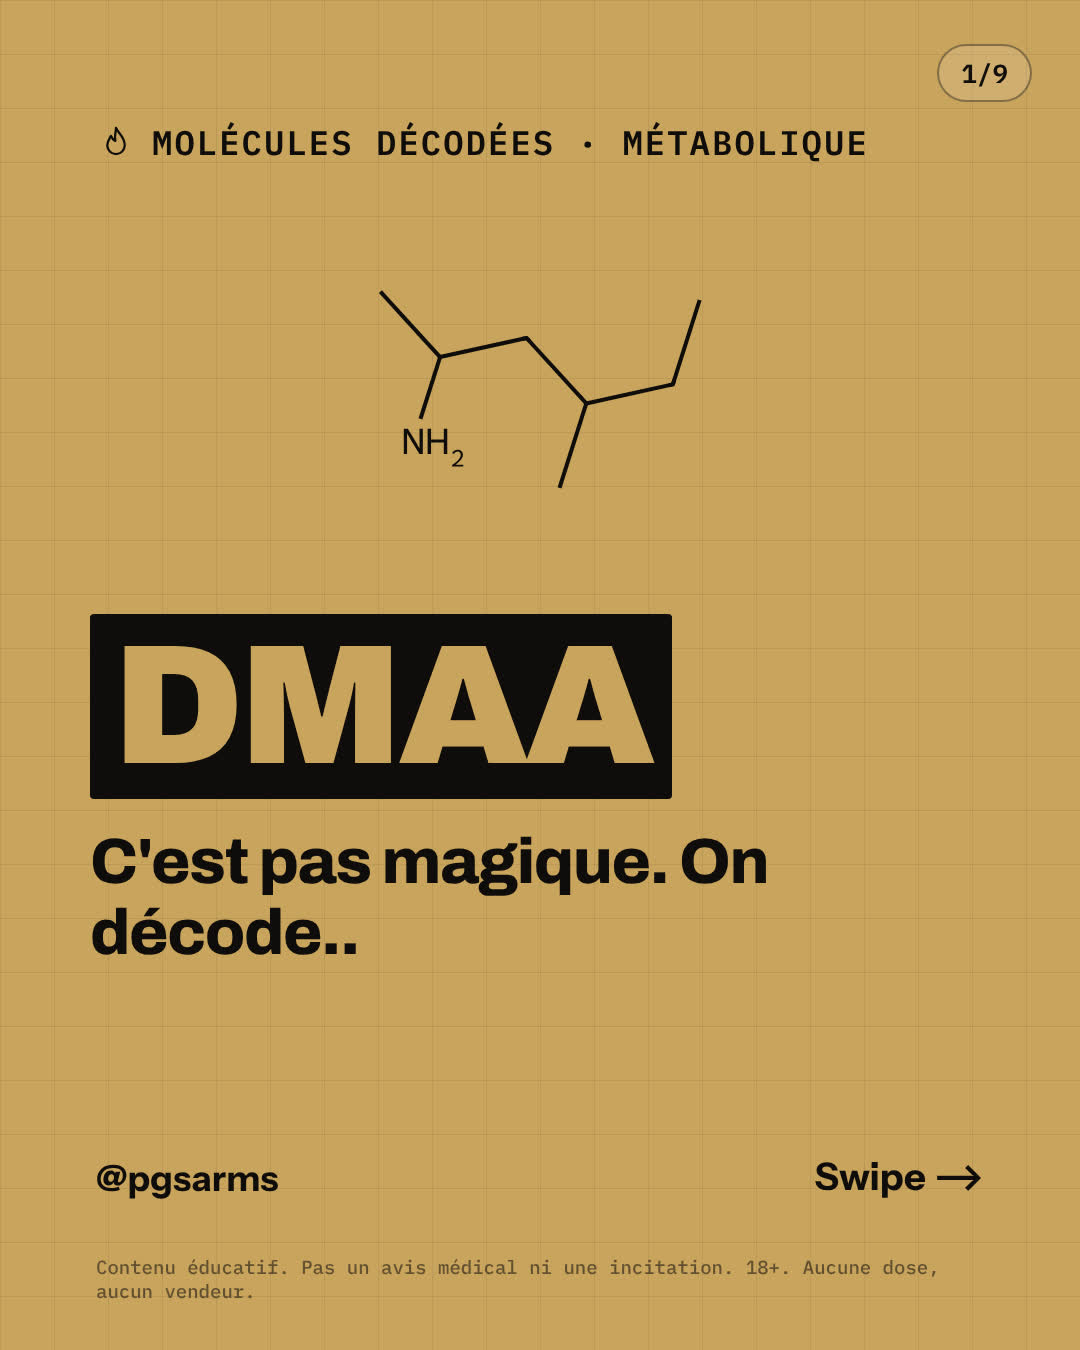 1/9
MOLÉCULES DÉCODÉES · MÉTABOLIQUE
NH2
DMAA
C'est pas magique. On
décode..
@pgsarms
Swipe →
Contenu éducatif. Pas un avis médical ni une incitation. 18+. Aucune dose,
aucun vendeur.